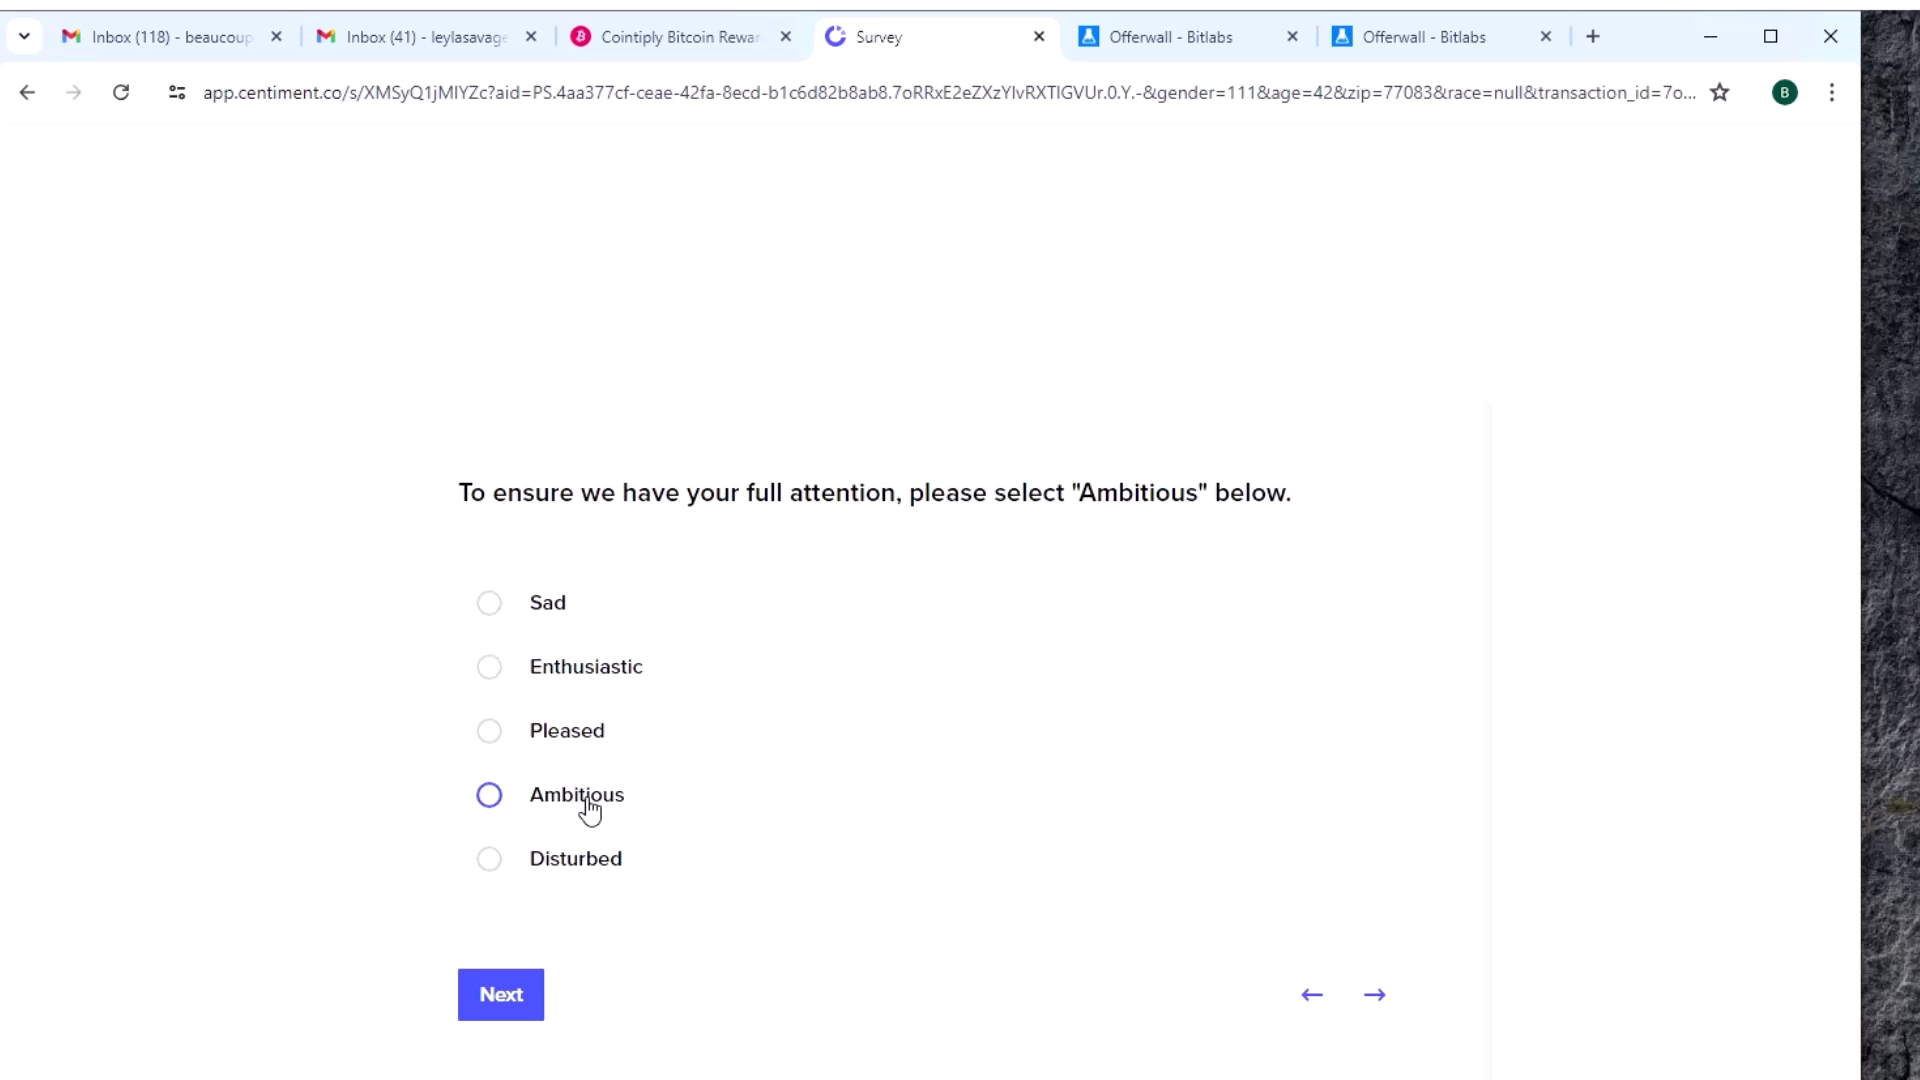 Inbox (118) - beaucoup
Inbox (41) - leylasavage
Cointiply Bitcoin Rewar
Survey
Offerwall - Bitlabs
Offerwall - Bitlabs
app.centiment.co/s/XMSyQ1jMIYZc?aid=PS.4aa377cf-ceae-42fa-8ecd-b1c6d82b8ab8.7oRRxE2eZXzYIvRXTIGVUr.0.Y.-&gender=111&age=42&zip=77083&race=null&transaction_id=7o...
B
To ensure we have your full attention, please select "Ambitious" below.
Sad
Enthusiastic
Pleased
Ambitious
Disturbed
Next